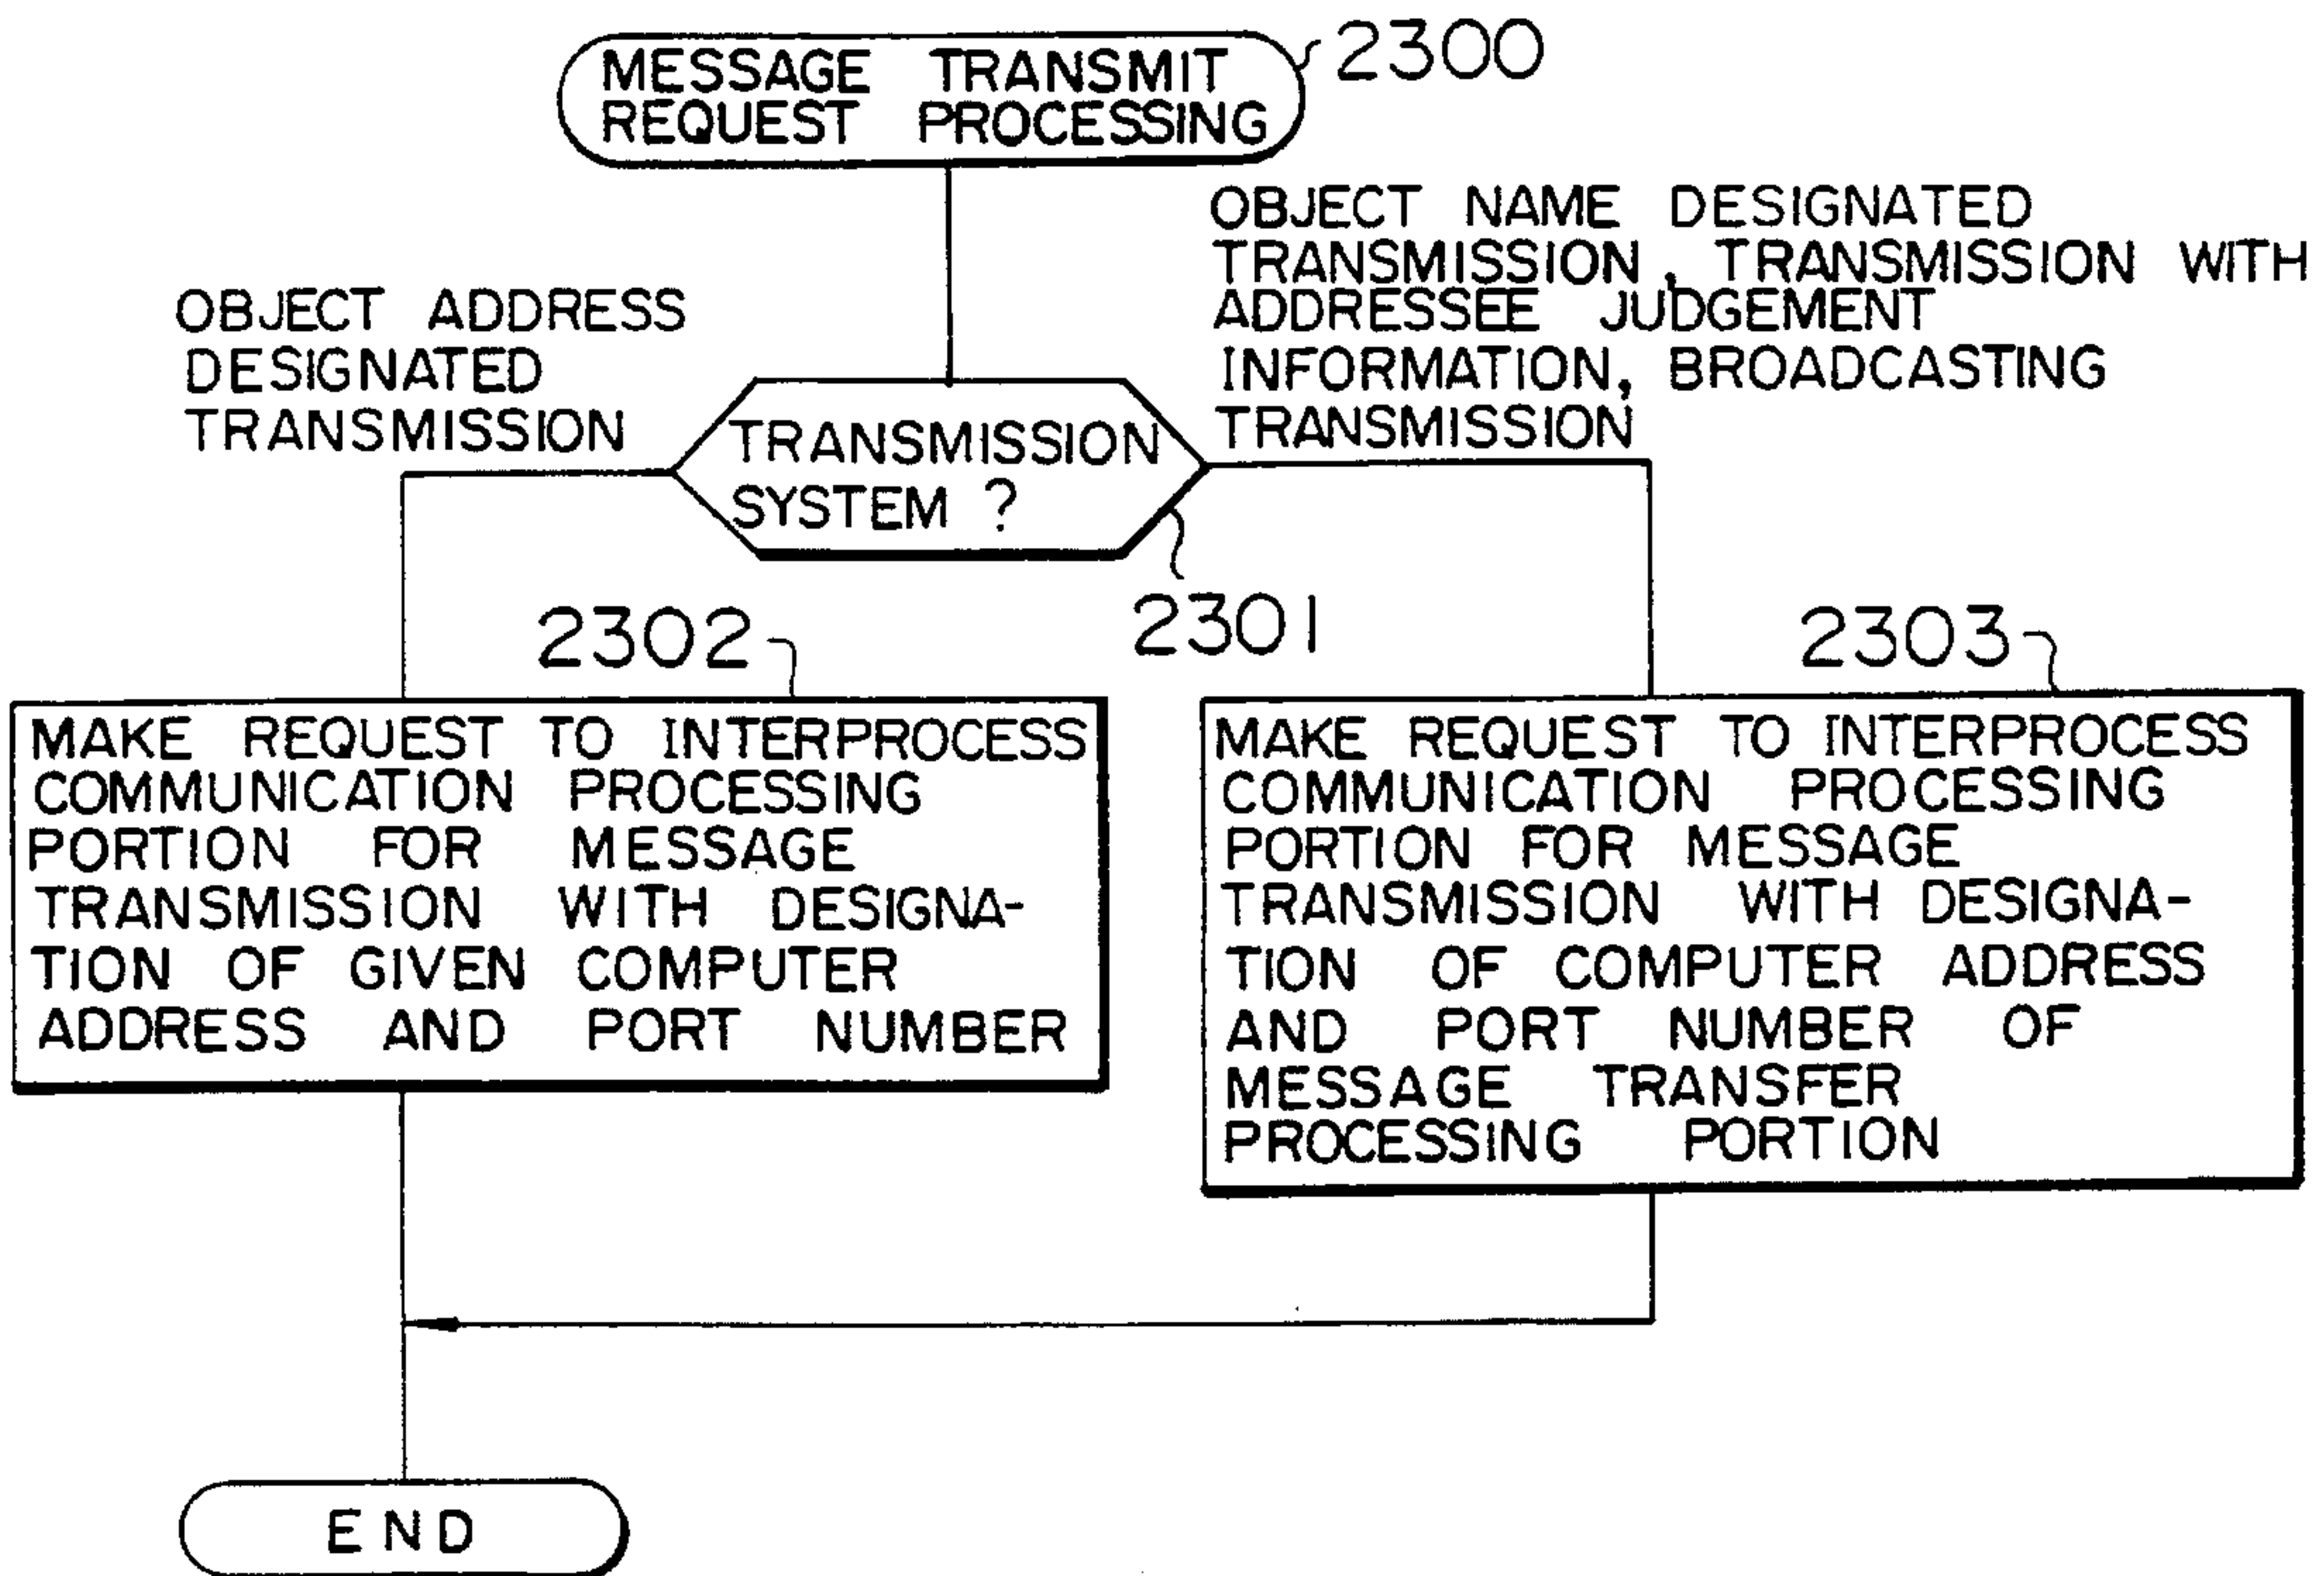 MESSAGE TRANSMIT
REQUEST PROCESSING
2300
OBJECT ADDRESS
DESIGNATED
TRANSMISSION
OBJECT NAME DESIGNATED
TRANSMISSION, TRANSMISSION WITH
ADDRESSEE JUDGEMENT
INFORMATION, BROADCASTING
TRANSMISSION
TRANSMISSION
SYSTEM ?
2301
2302
MAKE REQUEST TO INTERPROCESS
COMMUNICATION PROCESSING
PORTION FOR MESSAGE
TRANSMISSION WITH DESIGNA-
TION OF GIVEN COMPUTER
ADDRESS AND PORT NUMBER
2303
MAKE REQUEST TO INTERPROCESS
COMMUNICATION PROCESSING
PORTION FOR MESSAGE
TRANSMISSION WITH DESIGNA-
TION OF COMPUTER ADDRESS
AND PORT NUMBER OF
MESSAGE TRANSFER
PROCESSING PORTION
END